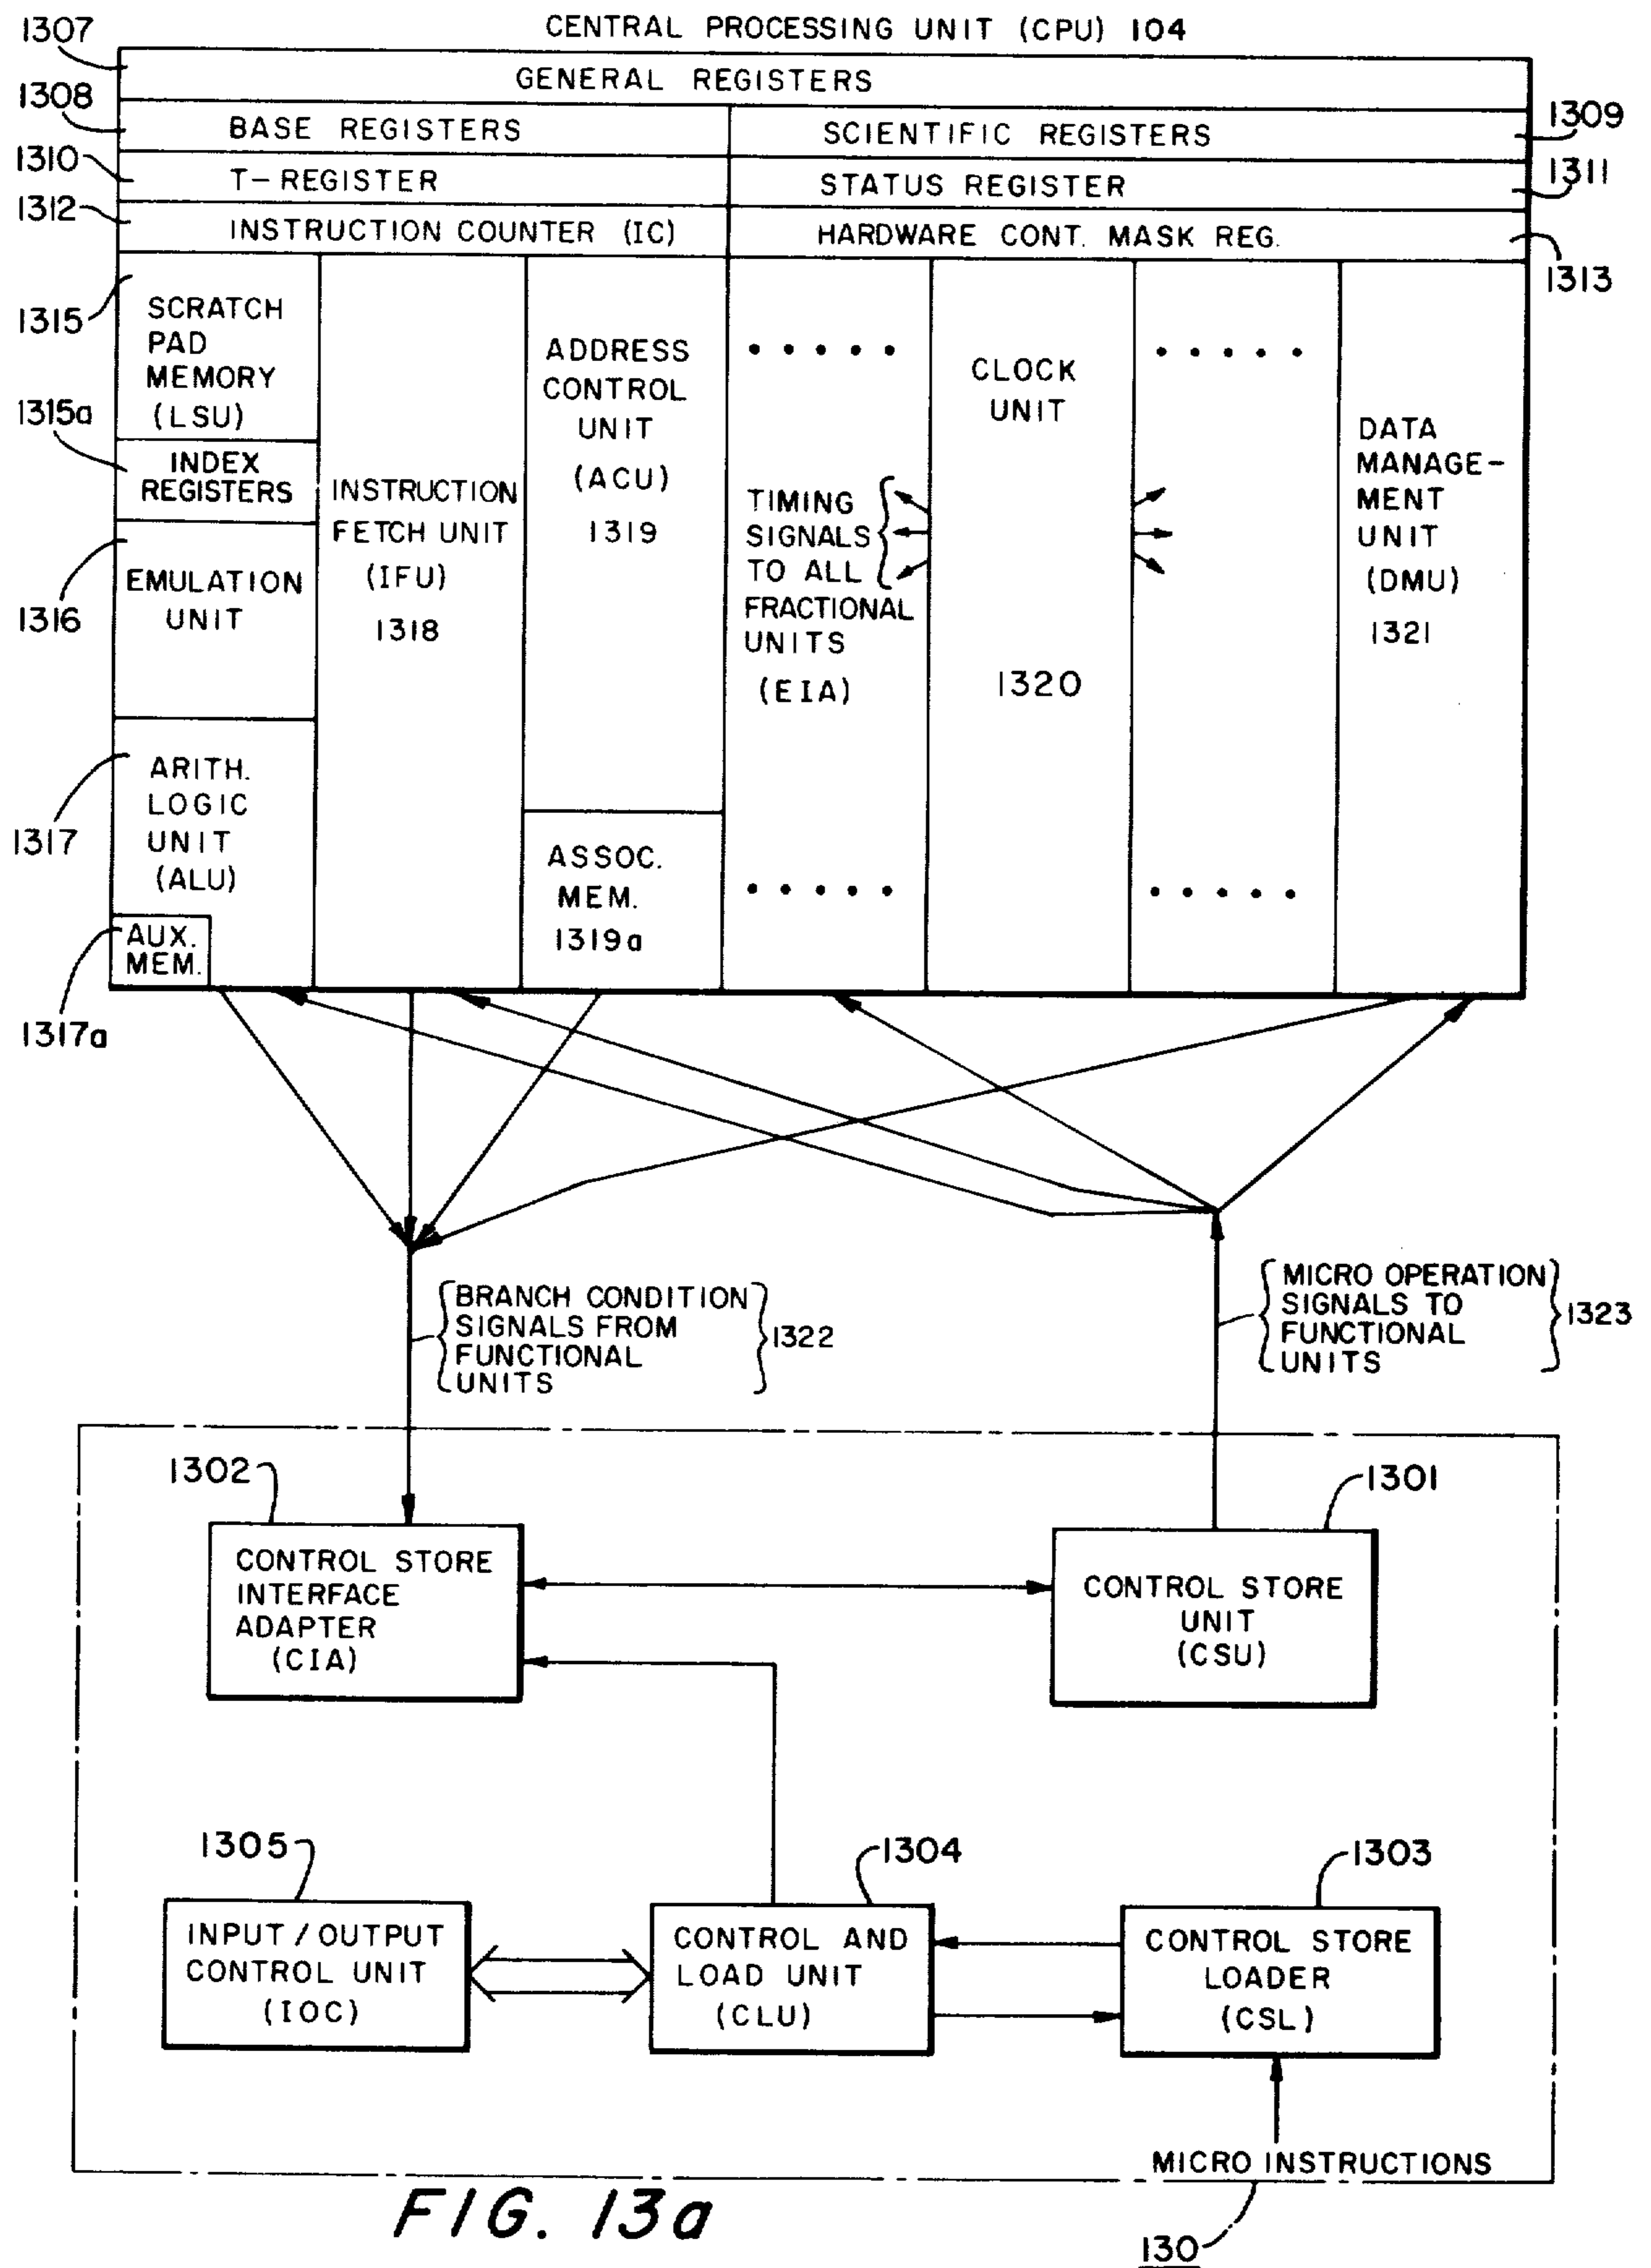 CENTRAL PROCESSING UNIT (CPU) 104
1307
GENERAL REGISTERS
1308
BASE REGISTERS
SCIENTIFIC REGISTERS
1309
1310
T-REGISTER
STATUS REGISTER
1311
1312
INSTRUCTION COUNTER (IC)
HARDWARE CONT. MASK REG.
1313
1315
SCRATCH
PAD
MEMORY
(LSU)
1315a
INDEX
REGISTERS
1316
EMULATION
UNIT
1317
ARITH.
LOGIC
UNIT
(ALU)
AUX.
MEM.
1317a
INSTRUCTION
FETCH UNIT
(IFU)
1318
ADDRESS
CONTROL
UNIT
(ACU)
1319
ASSOC.
MEM.
1319a
• • • • •
TIMING
SIGNALS
TO ALL
FRACTIONAL
UNITS
(EIA)
• • • • •
CLOCK
UNIT
1320
• • • • •
• • • • •
DATA
MANAGE-
MENT
UNIT
(DMU)
1321
BRANCH CONDITION
SIGNALS FROM
FUNCTIONAL
UNITS
1322
MICRO OPERATION
SIGNALS TO
FUNCTIONAL
UNITS
1323
1302
CONTROL STORE
INTERFACE
ADAPTER
(CIA)
1301
CONTROL STORE
UNIT
(CSU)
1305
INPUT/OUTPUT
CONTROL UNIT
(IOC)
1304
CONTROL AND
LOAD UNIT
(CLU)
1303
CONTROL STORE
LOADER
(CSL)
MICRO INSTRUCTIONS
FIG. 13a
130